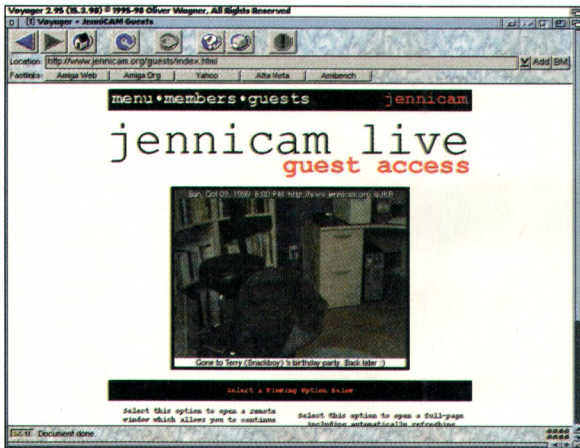 Voyager 2.95 (15.3.98) © 1995-98 Oliver Wagner, All Rights Reserved
(1) Voyager • JenniCAM Guests
Location: http://www.jennicam.org/guests/index.html Add BM
Fastlinks: Amiga Web Amiga Org Yahoo Alta Vista Aminbench
menu•members•guests jennicam
jennicam live
guest access
Sun, Oct 03, 1999 6:00 PM http://www.jennicam.org
Gone to Terry (Snackboy) 's birthday party. Back later :)
Select a Viewing Option Below
Select this option to open a remote
window which allows you to continue
Select this option to open a full-page
including automatically refreshing
Document done.